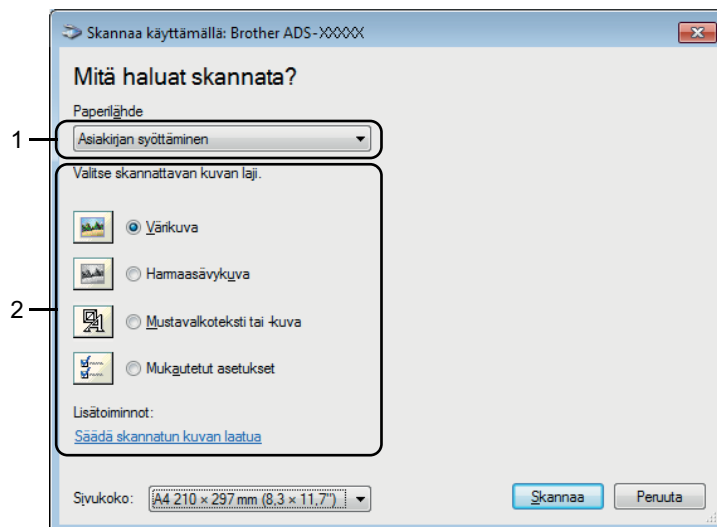 Skannaa käyttämällä: Brother ADS-XXXXX
Mitä haluat skannata?
Paperilähde
1
Asiakirjan syöttäminen
Valitse skannattavan kuvan laji.
Värikuva
Harmaasävykuva
2
Mustavalkoteksti tai -kuva
Mukautetut asetukset
Lisätoiminnot:
Säädä skannatun kuvan laatua
Sivukoko: A4 210 × 297 mm (8,3 × 11,7") Skannaa Peruuta